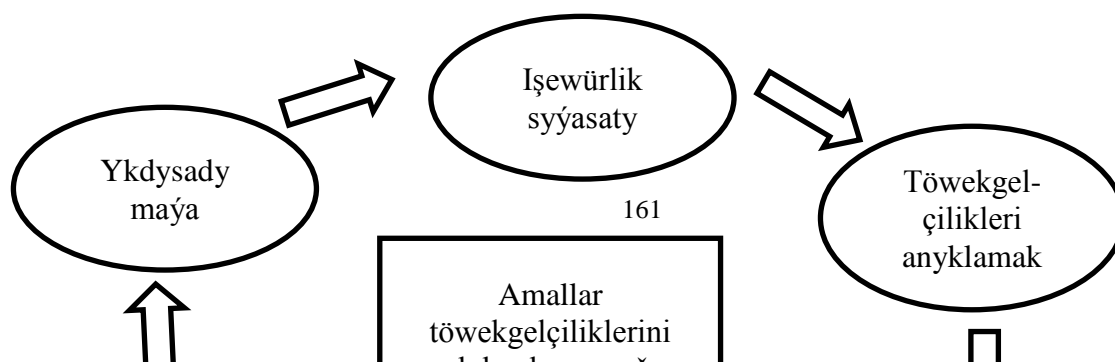 Işewürlik
syýasaty
Ykdysady
maýa
Töwekgel-
çilikleri
anyklamak
161
Amallar
töwekgelçiliklerini